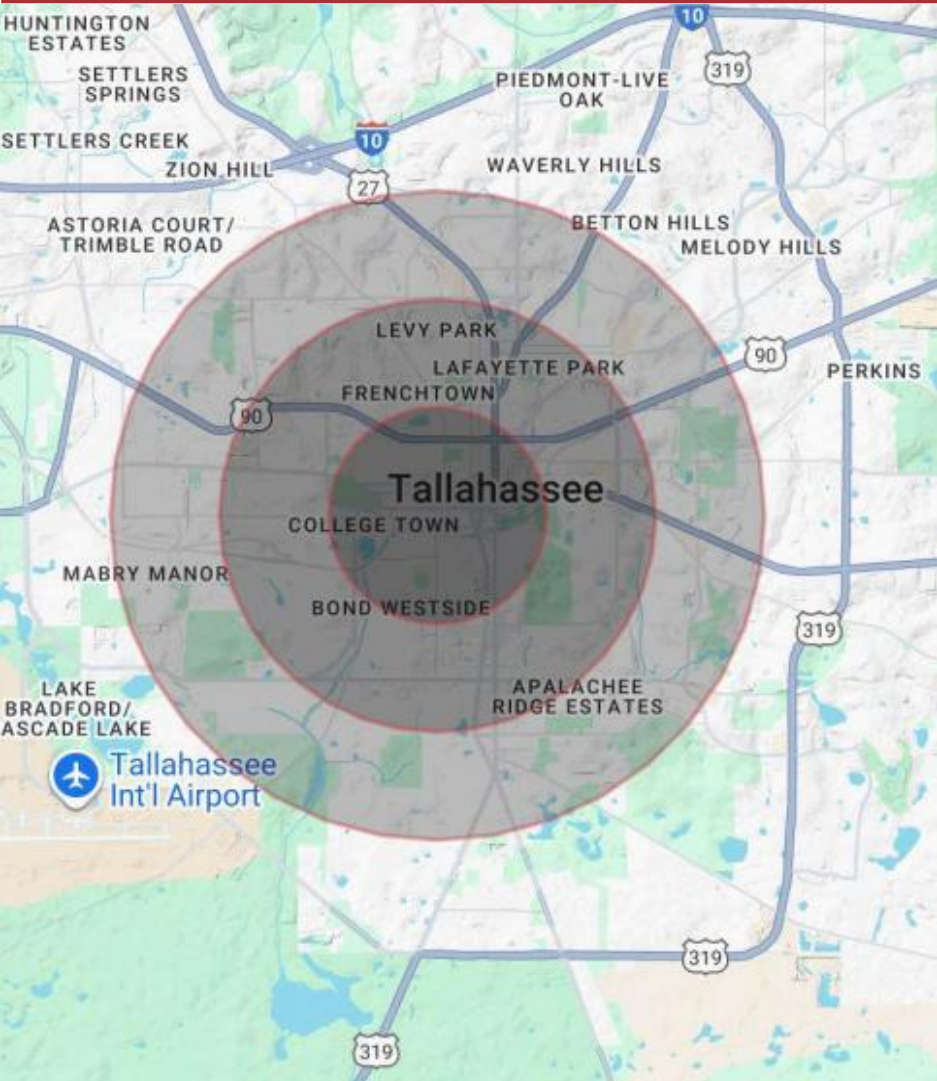 10
HUNTINGTON
ESTATES
319
SETTLERS
SPRINGS
PIEDMONT-LIVE
OAK
SETTLERS CREEK
10
ZION HILL
WAVERLY HILLS
27
ASTORIA COURT/
TRIMBLE ROAD
BETTON HILLS
MELODY HILLS
LEVY PARK
90
LAFAYETTE PARK
PERKINS
FRENCHTOWN
90
Tallahassee
COLLEGE TOWN
MABRY MANOR
BOND WESTSIDE
319
LAKE
BRADFORD/
ASCADE LAKE
APALACHEE
RIDGE ESTATES
Tallahassee
Int'l Airport
319
319